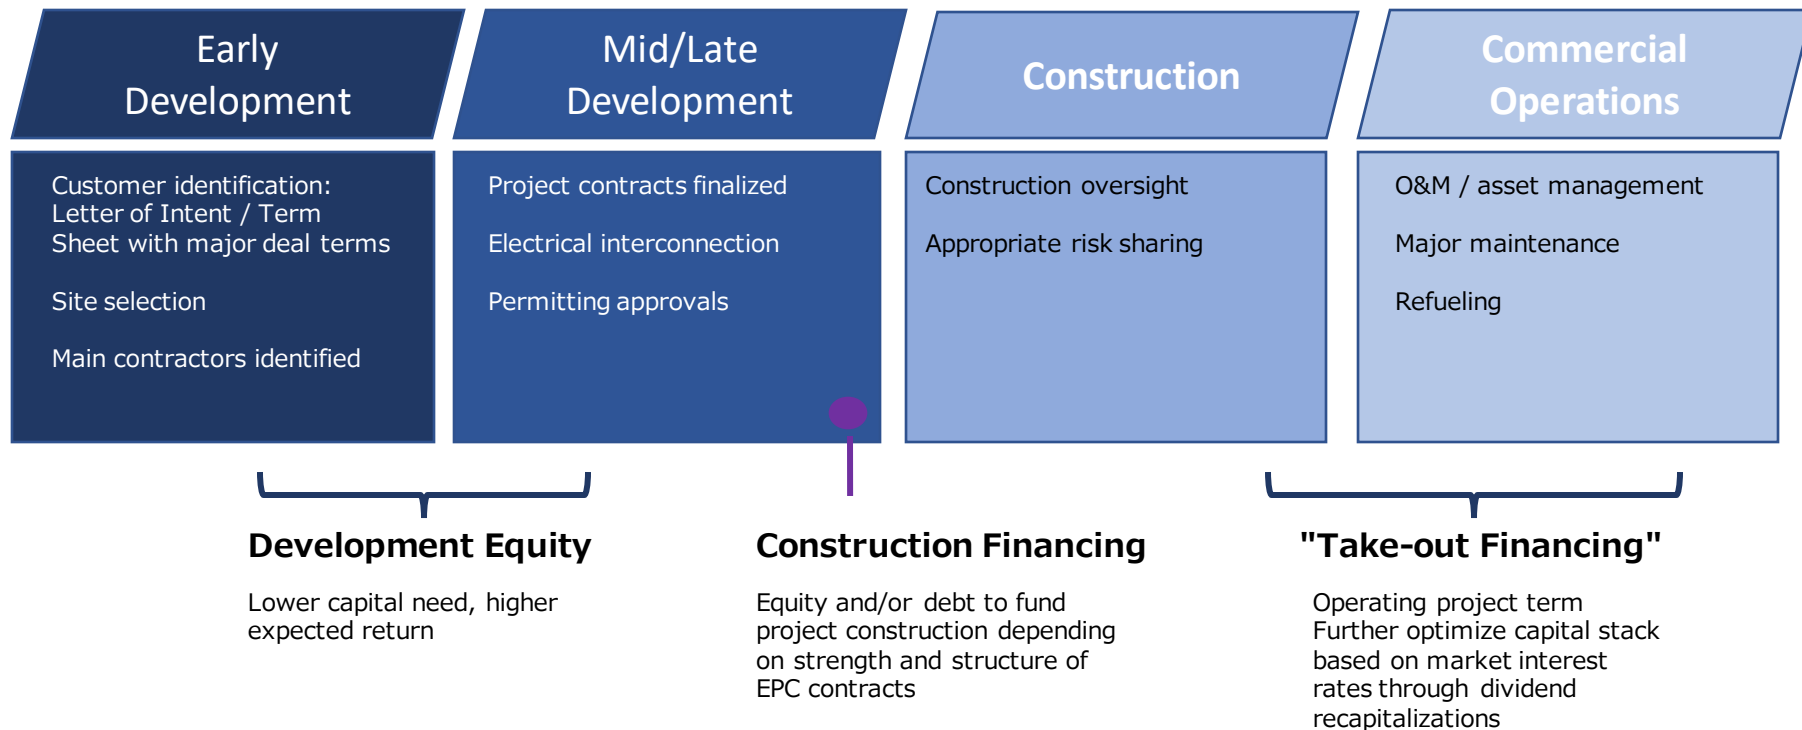 Early
Development
Mid/Late
Development
Construction
Commercial
Operations
Customer identification:
Letter of Intent / Term
Sheet with major deal terms
Site selection
Main contractors identified
Project contracts finalized
Electrical interconnection
Permitting approvals
Construction oversight
Appropriate risk sharing
O&M / asset management
Major maintenance
Refueling
Development Equity
Lower capital need, higher
expected return
Construction Financing
Equity and/or debt to fund
project construction depending
on strength and structure of
EPC contracts
"Take-out Financing"
Operating project term
Further optimize capital stack
based on market interest
rates through dividend
recapitalizations